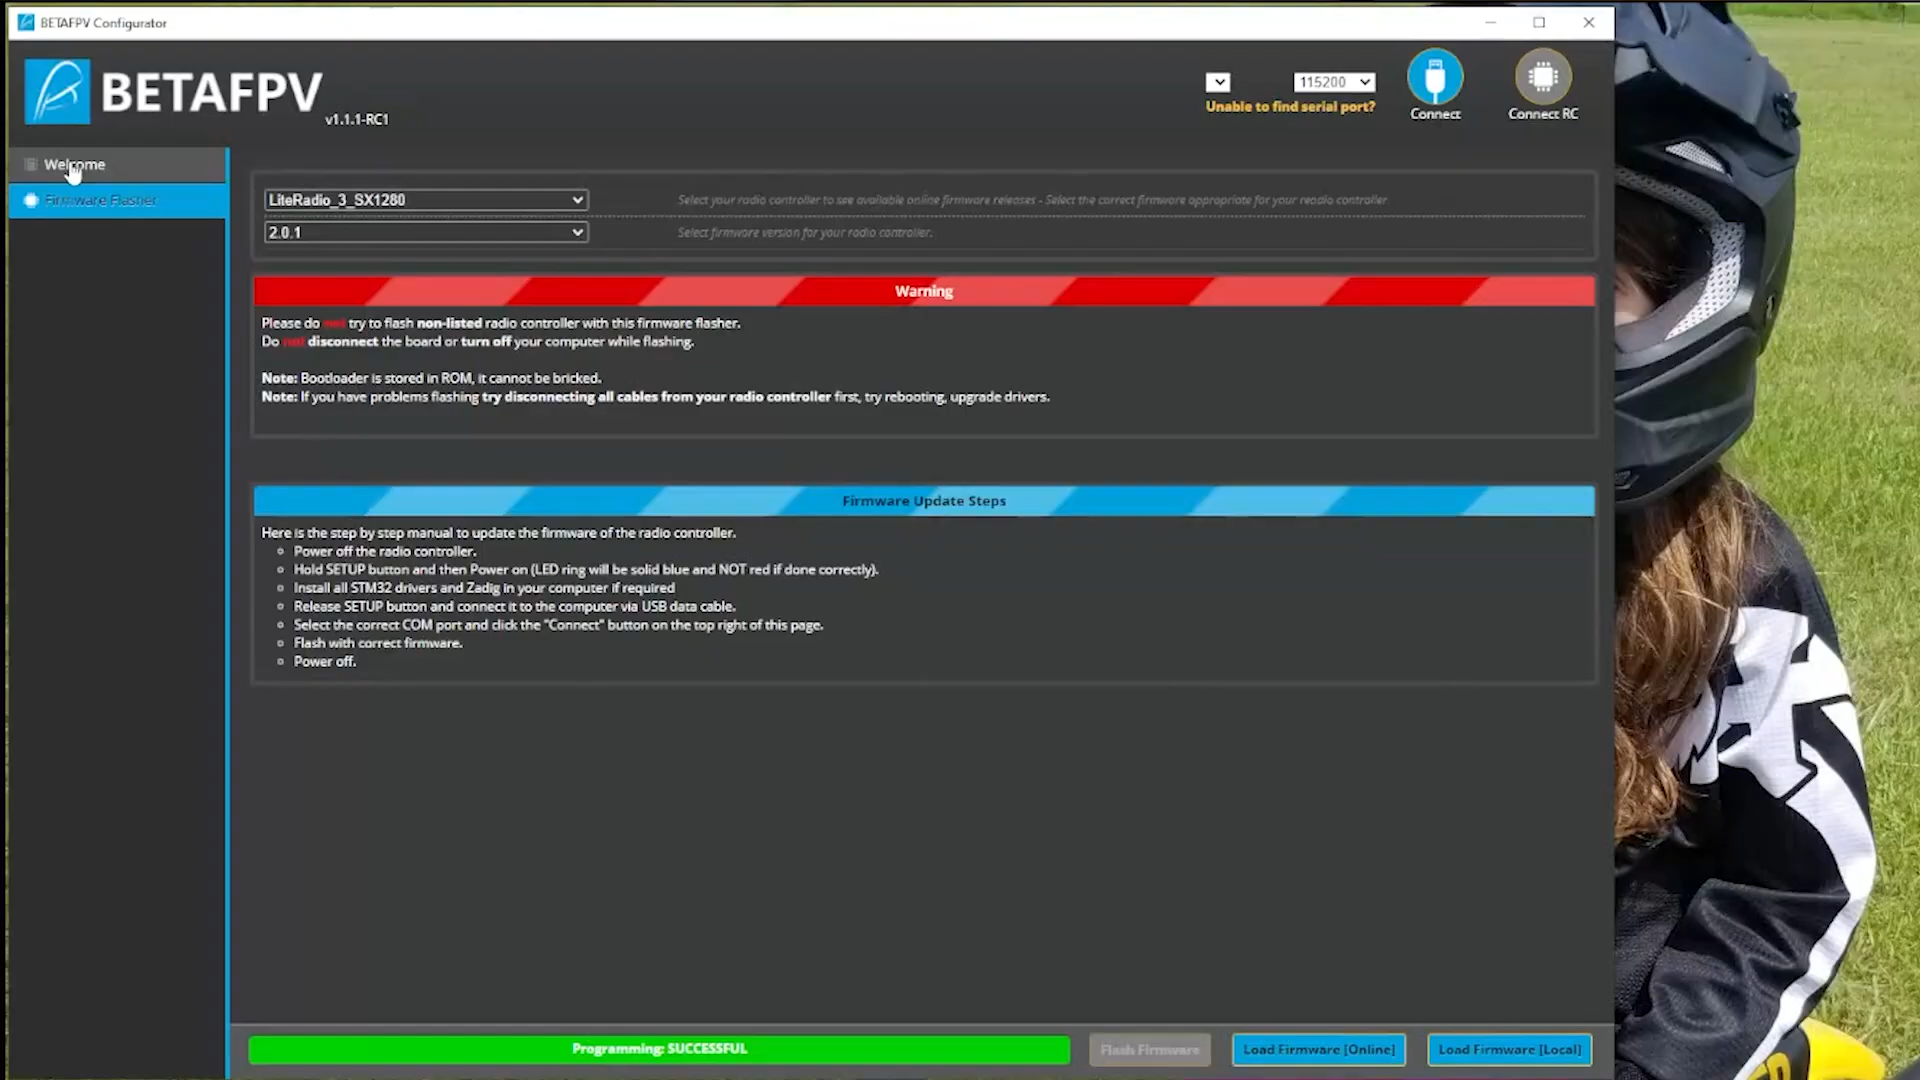 BETAFPV Configurator
BETAFPV
v1.1.1-RC1
115200
Unable to find serial port?
Connect
Connect RC
Welcome
Firmware Flasher
LiteRadio_3_SX1280
Select your radio controller to see available online firmware releases - Select the correct firmware appropriate for your reodio controller
2.0.1
Select firmware version for your radio controller.
Warning
Please do not try to flash non-listed radio controller with this firmware flasher.
Do not disconnect the board or turn off your computer while flashing.
Note: Bootloader is stored in ROM, it cannot be bricked.
Note: If you have problems flashing try disconnecting all cables from your radio controller first, try rebooting, upgrade drivers.
Firmware Update Steps
Here is the step by step manual to update the firmware of the radio controller.
Power off the radio controller.
Hold SETUP button and then Power on (LED ring will be solid blue and NOT red if done correctly).
Install all STM32 drivers and Zadig in your computer if required
Release SETUP button and connect it to the computer via USB data cable.
Select the correct COM port and click the "Connect" button on the top right of this page.
Flash with correct firmware.
Power off.
Programming: SUCCESSFUL
Flash Firmware
Load Firmware [Online]
Load Firmware [Local]